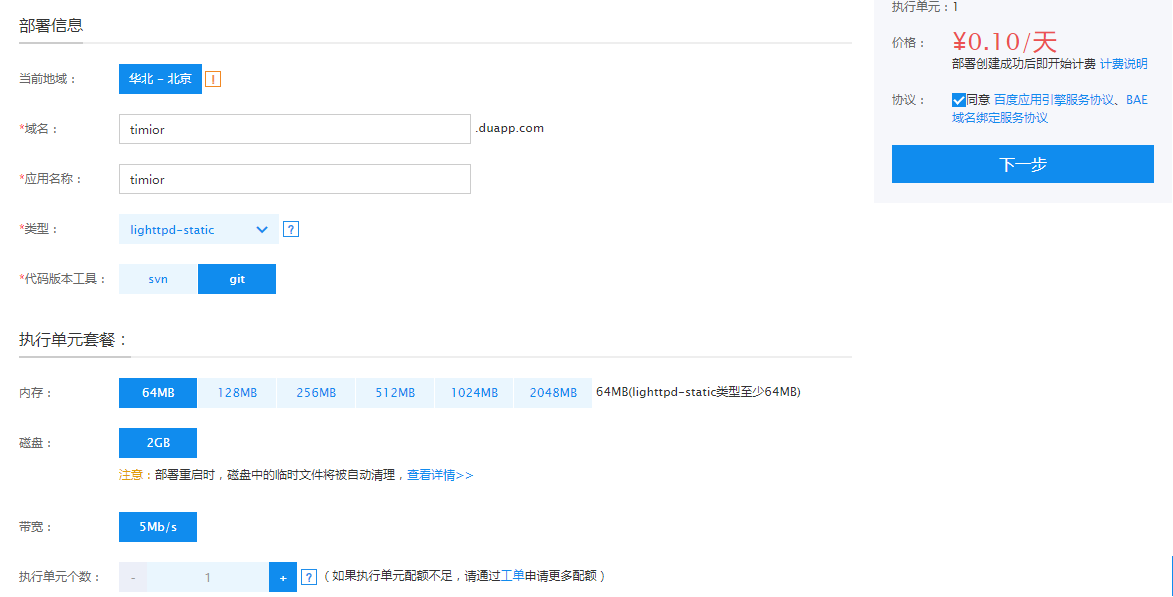 部署信息
当前地域：
华北 - 北京
!
*域名：
timior
.duapp.com
*应用名称：
timior
*类型：
lighttpd-static
?
*代码版本工具：
svn
git
执行单元套餐：
内存：
64MB
128MB
256MB
512MB
1024MB
2048MB
64MB(lighttpd-static类型至少64MB)
磁盘：
2GB
注意：部署重启时，磁盘中的临时文件将被自动清理，查看详情>>
带宽：
5Mb/s
执行单元个数：
-
1
+
?
（如果执行单元配额不足，请通过工单申请更多配额）
执行单元：1
价格：
¥0.10/天
部署创建成功后即开始计费 计费说明
协议：
同意 百度应用引擎服务协议、BAE
域名绑定服务协议
下一步